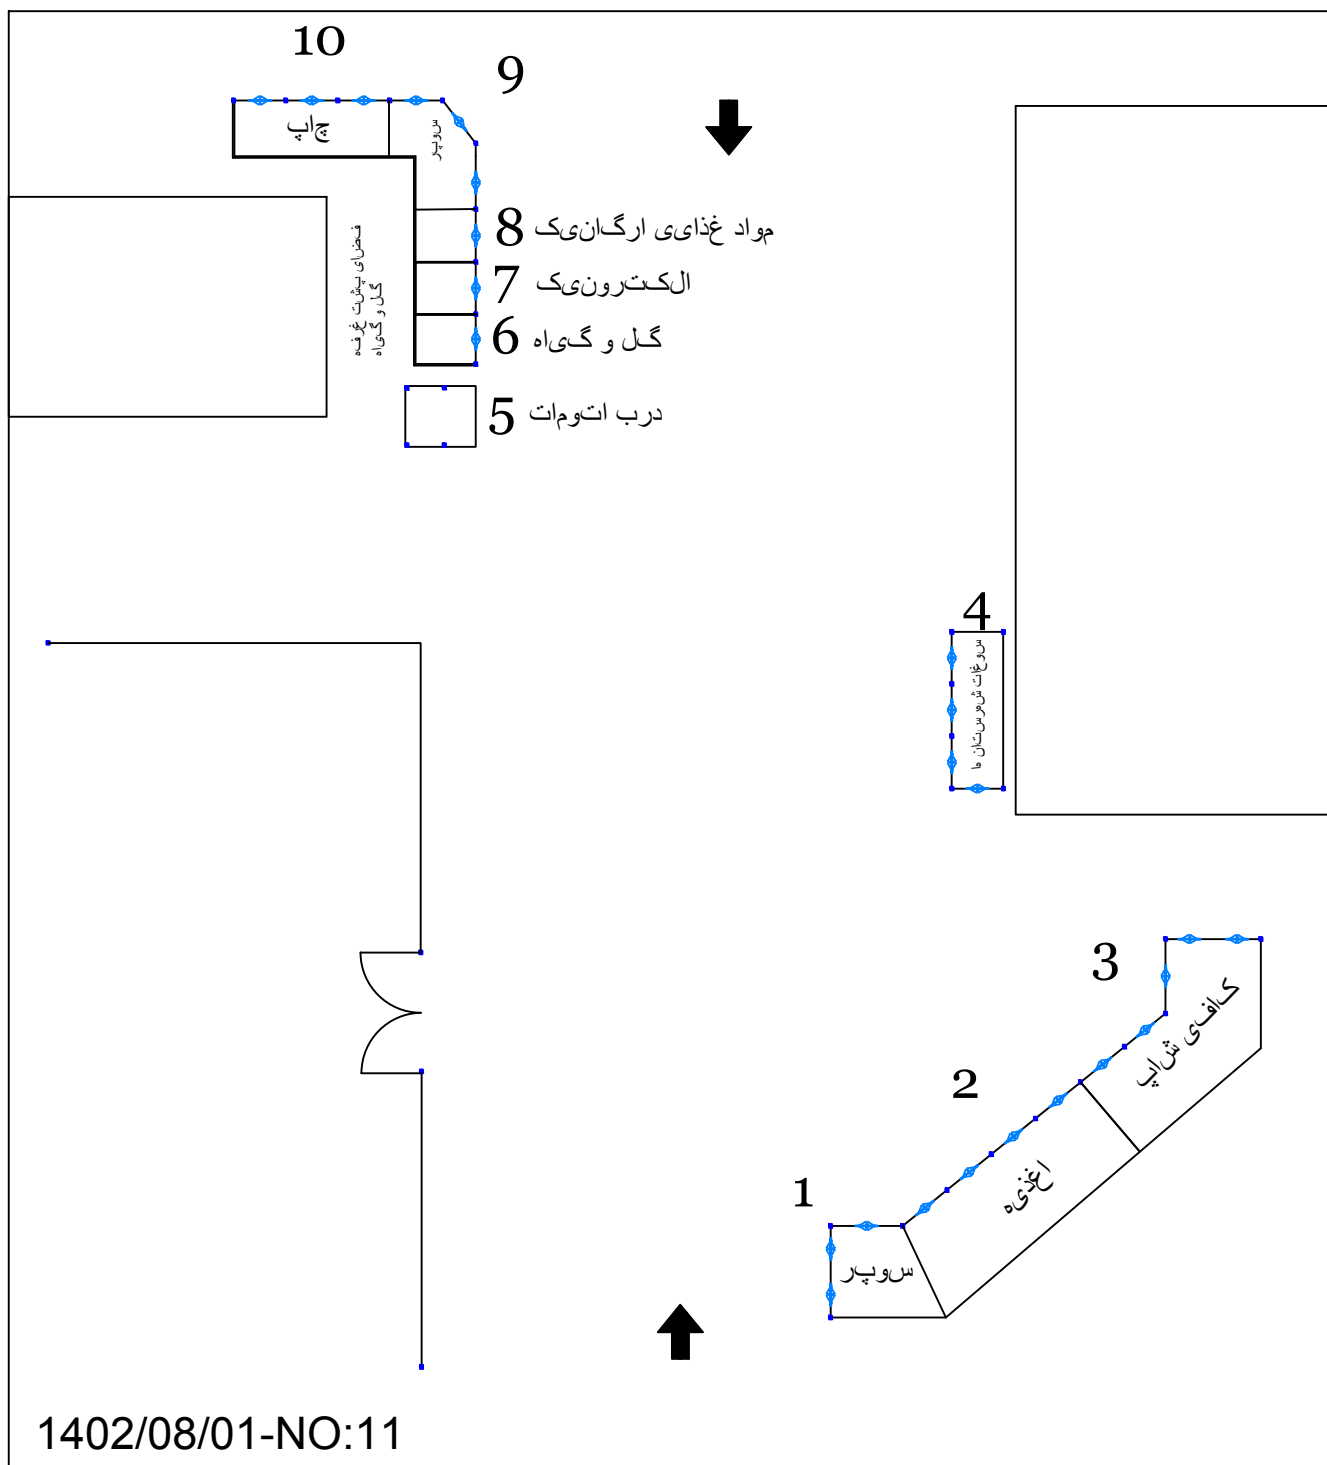 10
9
چاپ
سوپر
8 مواد غذایی ارگانیک
7 الکترونیک
6 گل و گیاه
فضای پشت غرفه
گل و گیاه
5 درب اتومات
4
سوغات شهرستان ها
3
کافی شاپ
2
اغذیه
1
سوپر
1402/08/01-NO:11